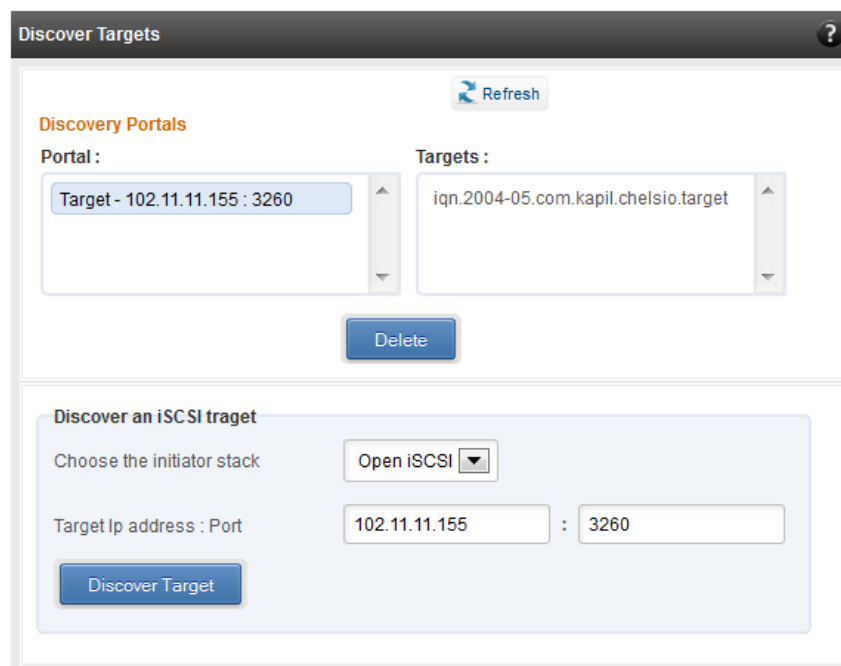 Discover Targets
?
Refresh
Discovery Portals
Portal : Targets :
Target - 102.11.11.155 : 3260 iqn.2004-05.com.kapil.chelsio.target
Delete
Discover an iSCSI traget
Choose the initiator stack Open iSCSI
Target Ip address : Port 102.11.11.155 : 3260
Discover Target